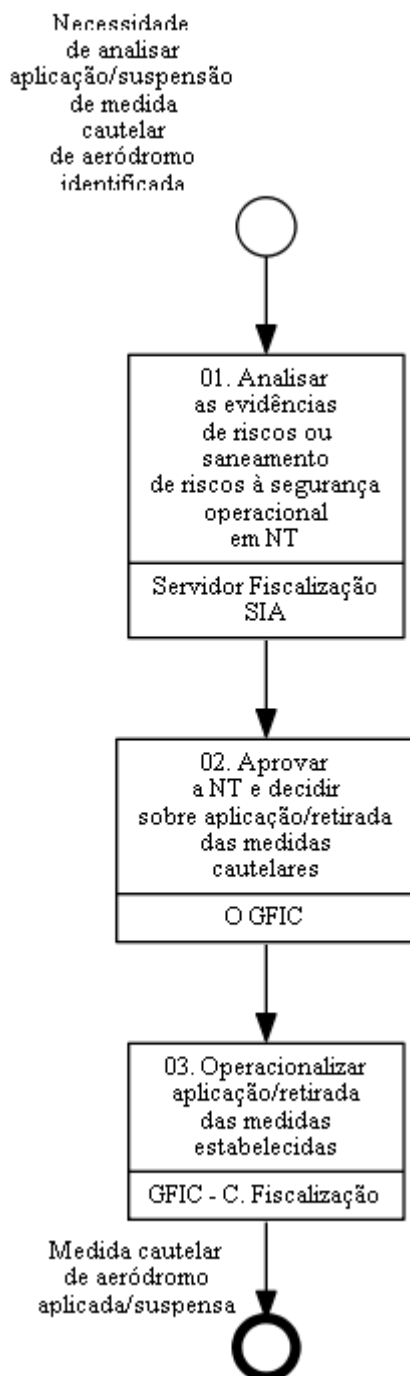 Necessidade
de analisar
aplicação/suspensão
de medida
cautelar
de aeródromo
identificada
01. Analisar
as evidências
de riscos ou
saneamento
de riscos à segurança
operacional
em NT
Servidor Fiscalização
SIA
02. Aprovar
a NT e decidir
sobre aplicação/retirada
das medidas
cautelares
O GFIC
03. Operacionalizar
aplicação/retirada
das medidas
estabelecidas
GFIC - C. Fiscalização
Medida cautelar
de aeródromo
aplicada/suspensa